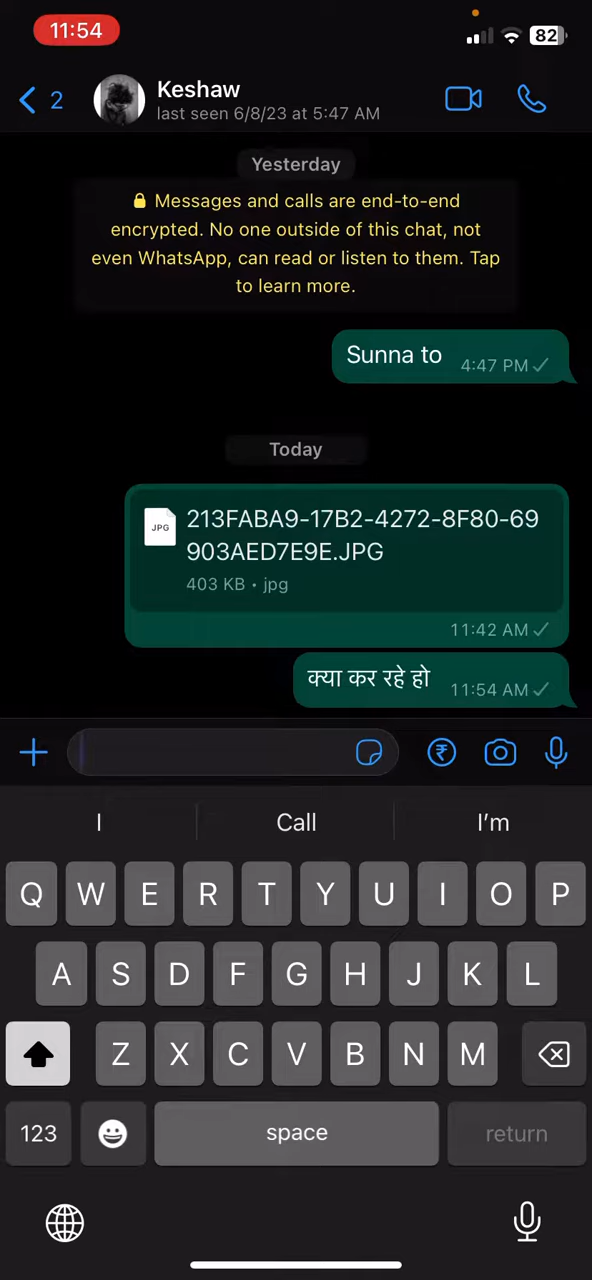 11:54
82
2
Keshaw
last seen 6/8/23 at 5:47 AM
Yesterday
Messages and calls are end-to-end
encrypted. No one outside of this chat, not
even WhatsApp, can read or listen to them. Tap
to learn more.
Sunna to 4:47 PM
Today
JPG
213FABA9-17B2-4272-8F80-69
903AED7E9E.JPG
403 KB • jpg
11:42 AM
क्या कर रहे हो 11:54 AM
₹
I Call I'm
Q W E R T Y U I O P
A S D F G H J K L
Z X C V B N M
123 space return